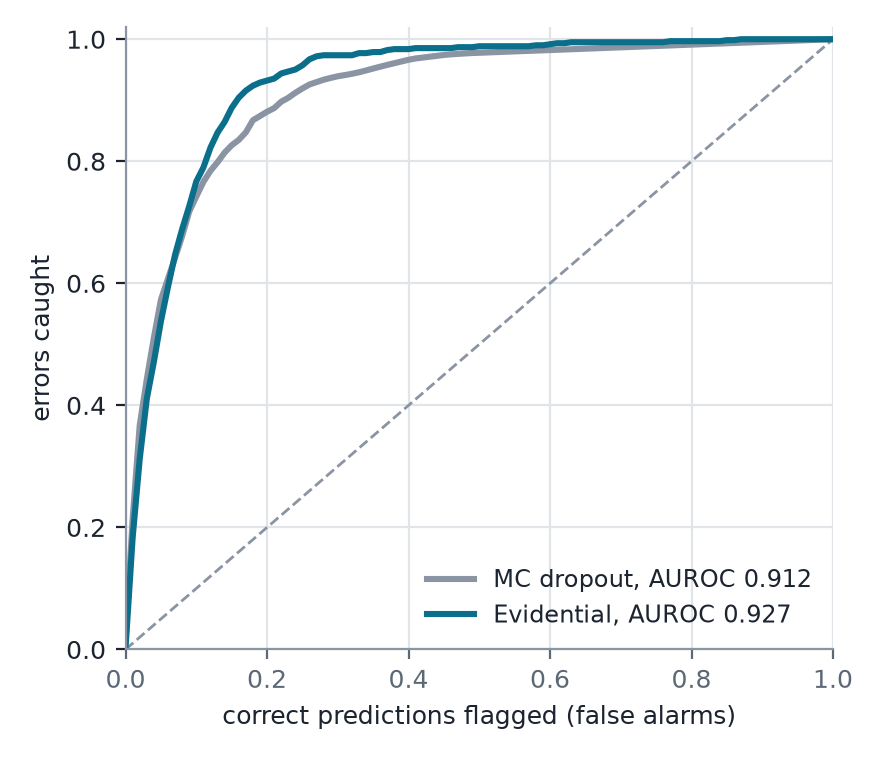 1.0
0.8
0.6
0.4
0.2
0.0
errors caught
MC dropout, AUROC 0.912
Evidential, AUROC 0.927
0.0 0.2 0.4 0.6 0.8 1.0
correct predictions flagged (false alarms)